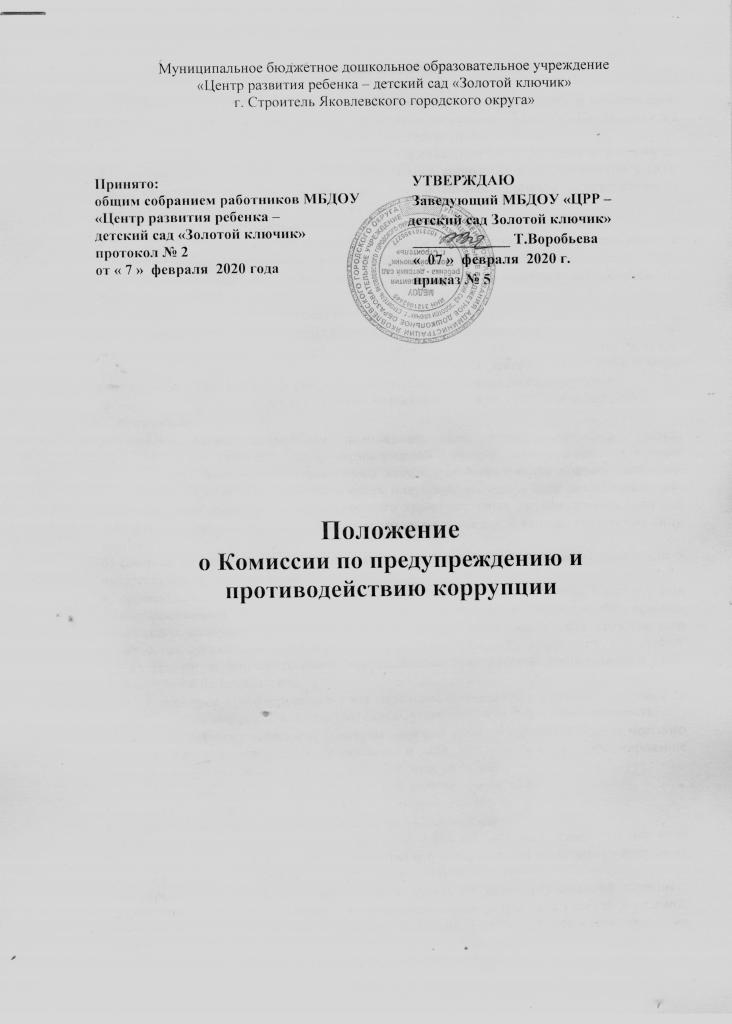 Муниципальное бюджетное дошкольное образовательное учреждение
«Центр развития ребенка – детский сад «Золотой ключик»
г. Строитель Яковлевского городского округа»
Принято:
общим собранием работников МБДОУ
«Центр развития ребенка –
детский сад «Золотой ключик»
протокол № 2
от « 7 » февраля 2020 года
УТВЕРЖДАЮ
Заведующий МБДОУ «ЦРР –
детский сад Золотой ключик»
____________ Т.Воробьева
« 07 » февраля 2020 г.
приказ № 5
МБДОУ
Положение
о Комиссии по предупреждению и
противодействию коррупции